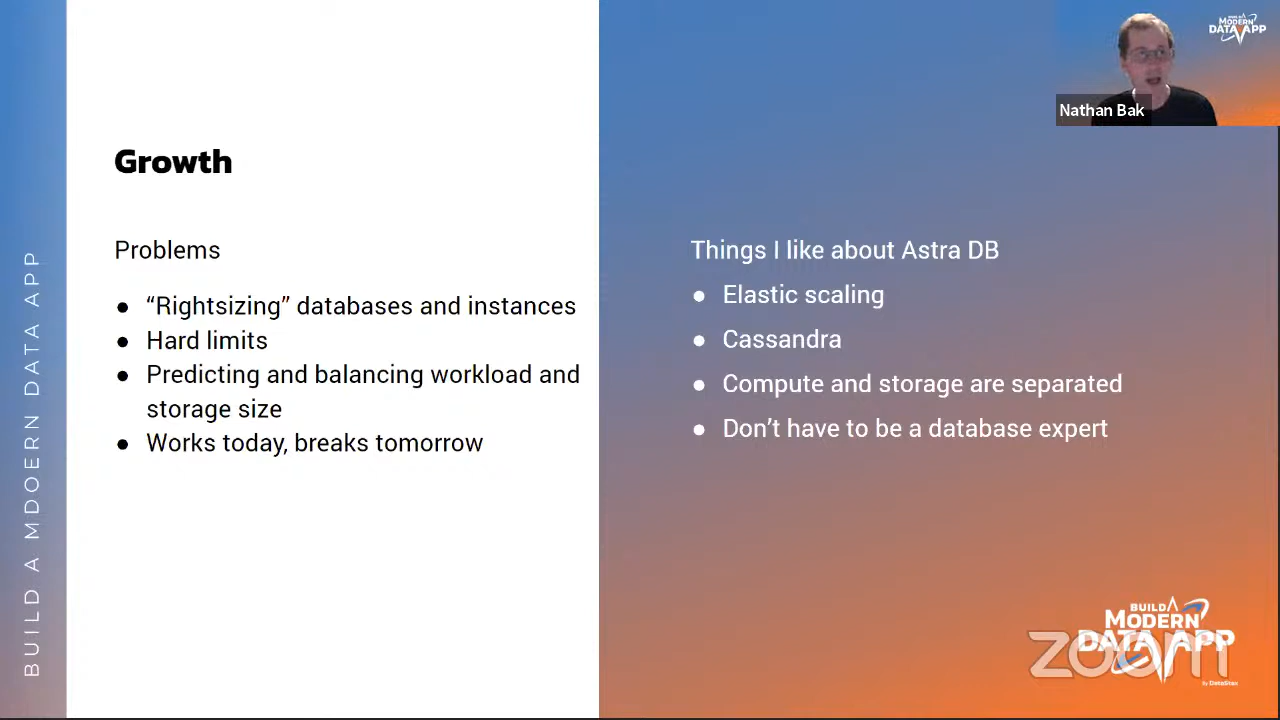 BUILD A MDOERN DATA APP
Growth
Problems
● “Rightsizing” databases and instances
● Hard limits
● Predicting and balancing workload and
storage size
● Works today, breaks tomorrow
Things I like about Astra DB
● Elastic scaling
● Cassandra
● Compute and storage are separated
● Don’t have to be a database expert
Nathan Bak
BUILD A
MODERN
DATA APP
BUILD A
MODERN
DATA APP
By DataStax
zoom